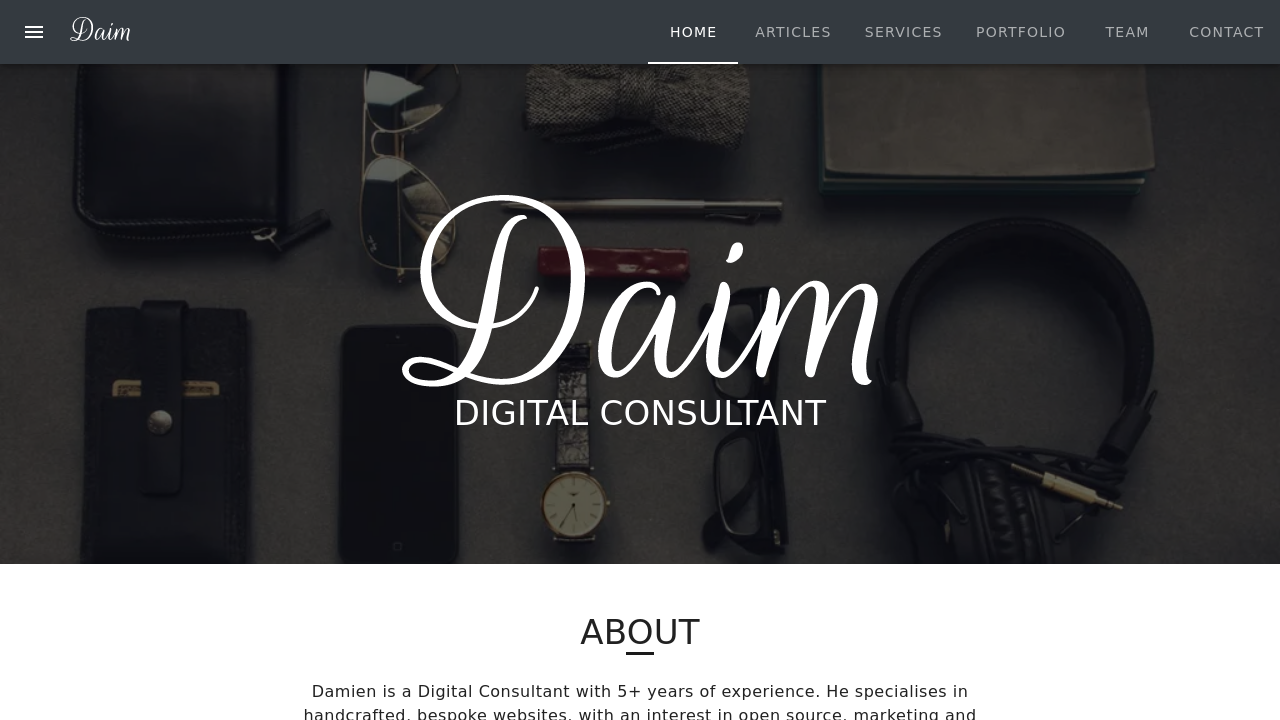 Daim
HOME ARTICLES SERVICES PORTFOLIO TEAM CONTACT
Daim
DIGITAL CONSULTANT
ABOUT
Damien is a Digital Consultant with 5+ years of experience. He specialises in
handcrafted, bespoke websites, with an interest in open source, marketing and